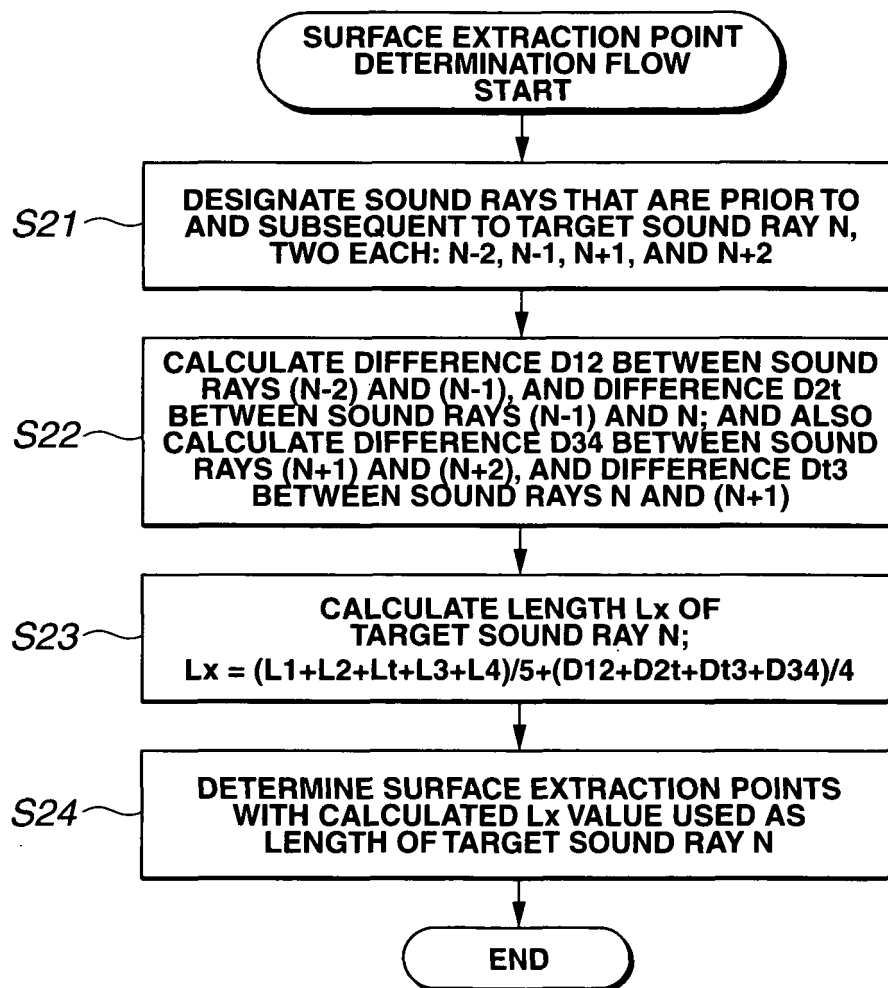 SURFACE EXTRACTION POINT
DETERMINATION FLOW
START
S21
DESIGNATE SOUND RAYS THAT ARE PRIOR TO
AND SUBSEQUENT TO TARGET SOUND RAY N,
TWO EACH: N-2, N-1, N+1, AND N+2
S22
CALCULATE DIFFERENCE D12 BETWEEN SOUND
RAYS (N-2) AND (N-1), AND DIFFERENCE D2t
BETWEEN SOUND RAYS (N-1) AND N; AND ALSO
CALCULATE DIFFERENCE D34 BETWEEN SOUND
RAYS (N+1) AND (N+2), AND DIFFERENCE Dt3
BETWEEN SOUND RAYS N AND (N+1)
S23
CALCULATE LENGTH Lx OF
TARGET SOUND RAY N;
Lx = (L1+L2+Lt+L3+L4)/5+(D12+D2t+Dt3+D34)/4
S24
DETERMINE SURFACE EXTRACTION POINTS
WITH CALCULATED Lx VALUE USED AS
LENGTH OF TARGET SOUND RAY N
END